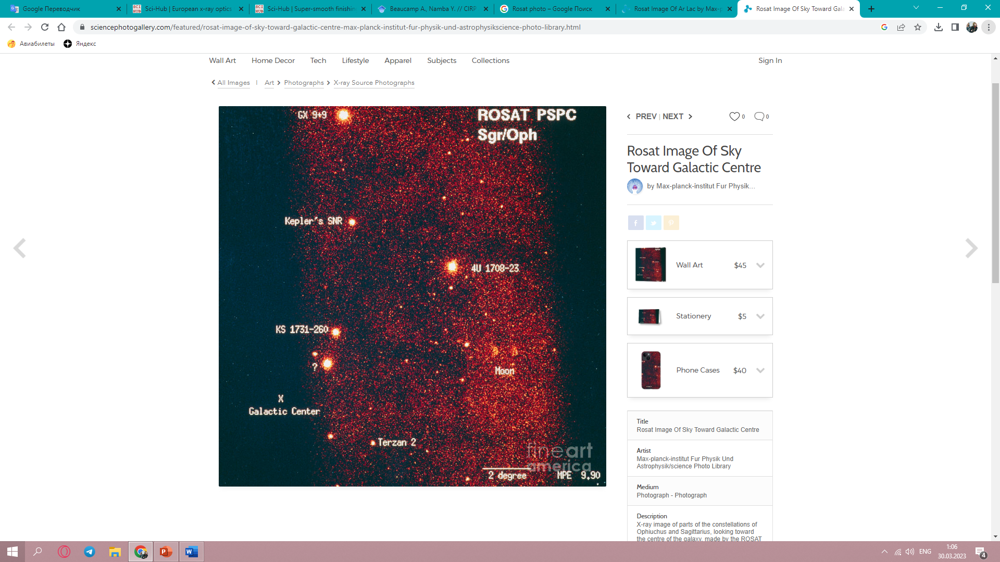 Google Переводчик
Sci-Hub | European x-ray optics
Sci-Hub | Super-smooth finishin
Beaucamp A., Namba Y. // CIRP
Rosat photo – Google Поиск
Rosat Image Of Ar Lac by Max-p
Rosat Image Of Sky Toward Gala
sciencephotogallery.com/featured/rosat-image-of-sky-toward-galactic-centre-max-planck-institut-fur-physik-und-astrophysikscience-photo-library.html
Авиабилеты
Яндекс
Wall Art Home Decor Tech Lifestyle Apparel Subjects Collections Sign In
All Images | Art > Photographs > X-ray Source Photographs
GX 9+9
ROSAT PSPC
Sgr/Oph
Kepler's SNR
4U 1708-23
KS 1731-260
?
Moon
X
Galactic Center
Terzan 2
fineart
america
2 degree
MPE 9.90
PREV | NEXT
0
0
Rosat Image Of Sky
Toward Galactic Centre
by Max-planck-institut Fur Physik...
Wall Art $45
Stationery $5
Phone Cases $40
Title
Rosat Image Of Sky Toward Galactic Centre
Artist
Max-planck-institut Fur Physik Und
Astrophysik/science Photo Library
Medium
Photograph - Photograph
Description
X-ray image of parts of the constellations of
Ophiuchus and Sagittarius, looking toward
the centre of the galaxy, made by the ROSAT
ENG
1:06
30.03.2023
4